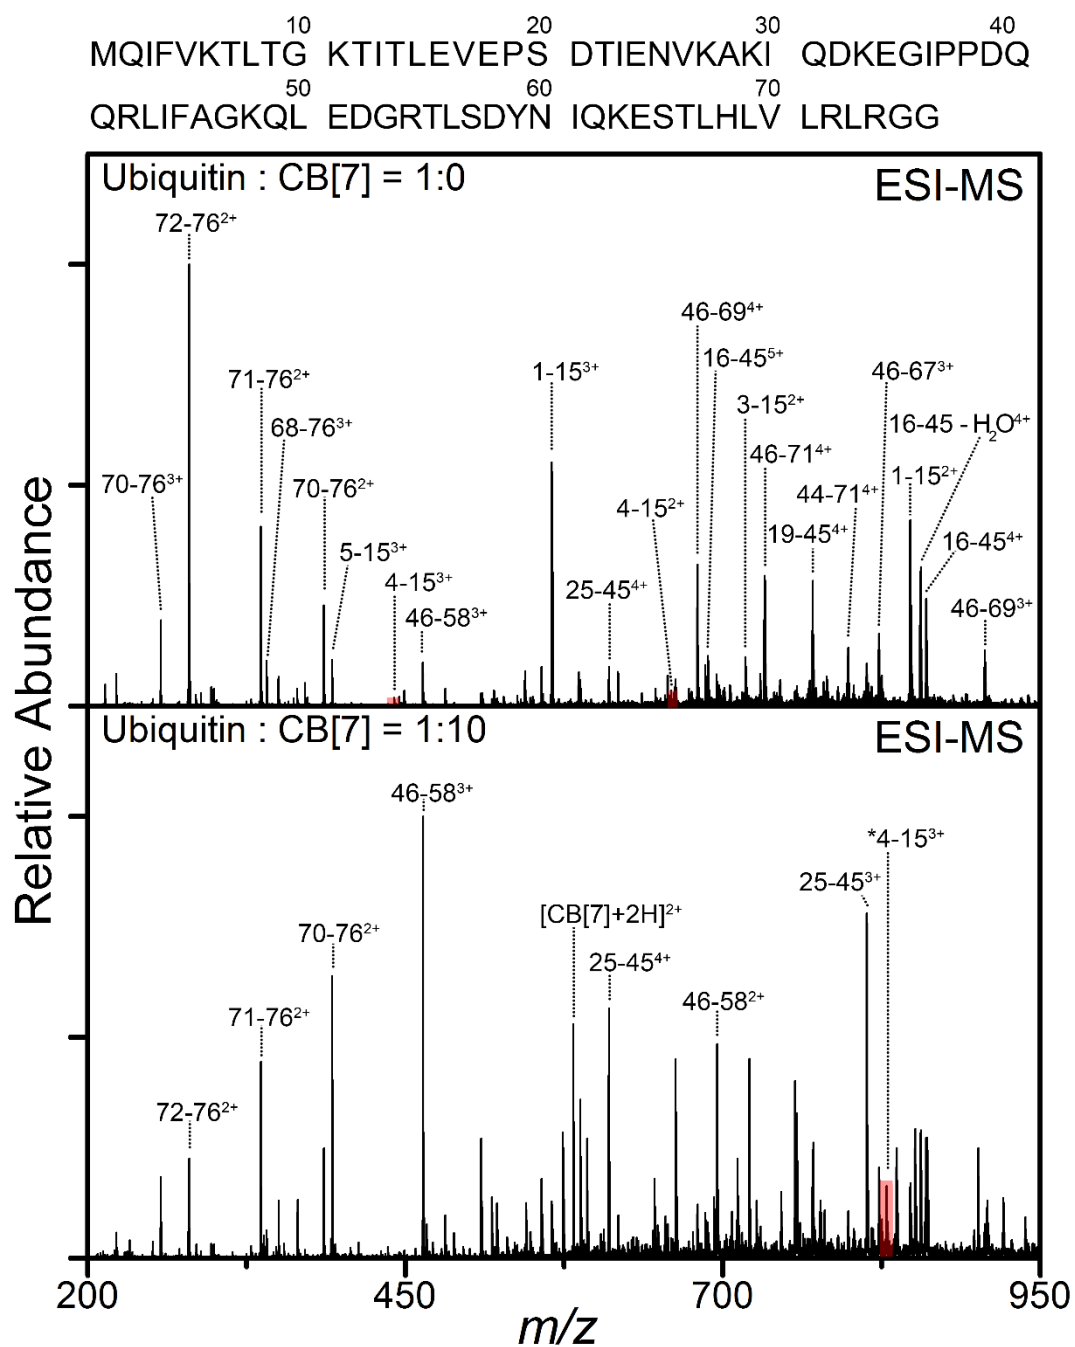 10 20 30 40
MQIFVKTLTG KTITLEVEPS DTIENVKAKI QDKEGIPPDQ
50 60 70
QRLIFAGKQL EDGRTLSDYN IQKESTLHLV LRLRGG
Ubiquitin : CB[7] = 1:0 ESI-MS
72-76²⁺
46-69⁴⁺
16-45⁵⁺
71-76²⁺
1-15³⁺
46-67³⁺
3-15²⁺
68-76³⁺
16-45 -H₂O⁴⁺
46-71⁴⁺
70-76³⁺
70-76²⁺
1-15²⁺
44-71⁴⁺
4-15²⁺
19-45⁴⁺
16-45⁴⁺
5-15³⁺
4-15³⁺
25-45⁴⁺
46-58³⁺
46-69³⁺
Relative Abundance
Ubiquitin : CB[7] = 1:10 ESI-MS
46-58³⁺
*4-15³⁺
25-45³⁺
[CB[7]+2H]²⁺
70-76²⁺
25-45⁴⁺
46-58²⁺
71-76²⁺
72-76²⁺
200 450 700 950
m/z